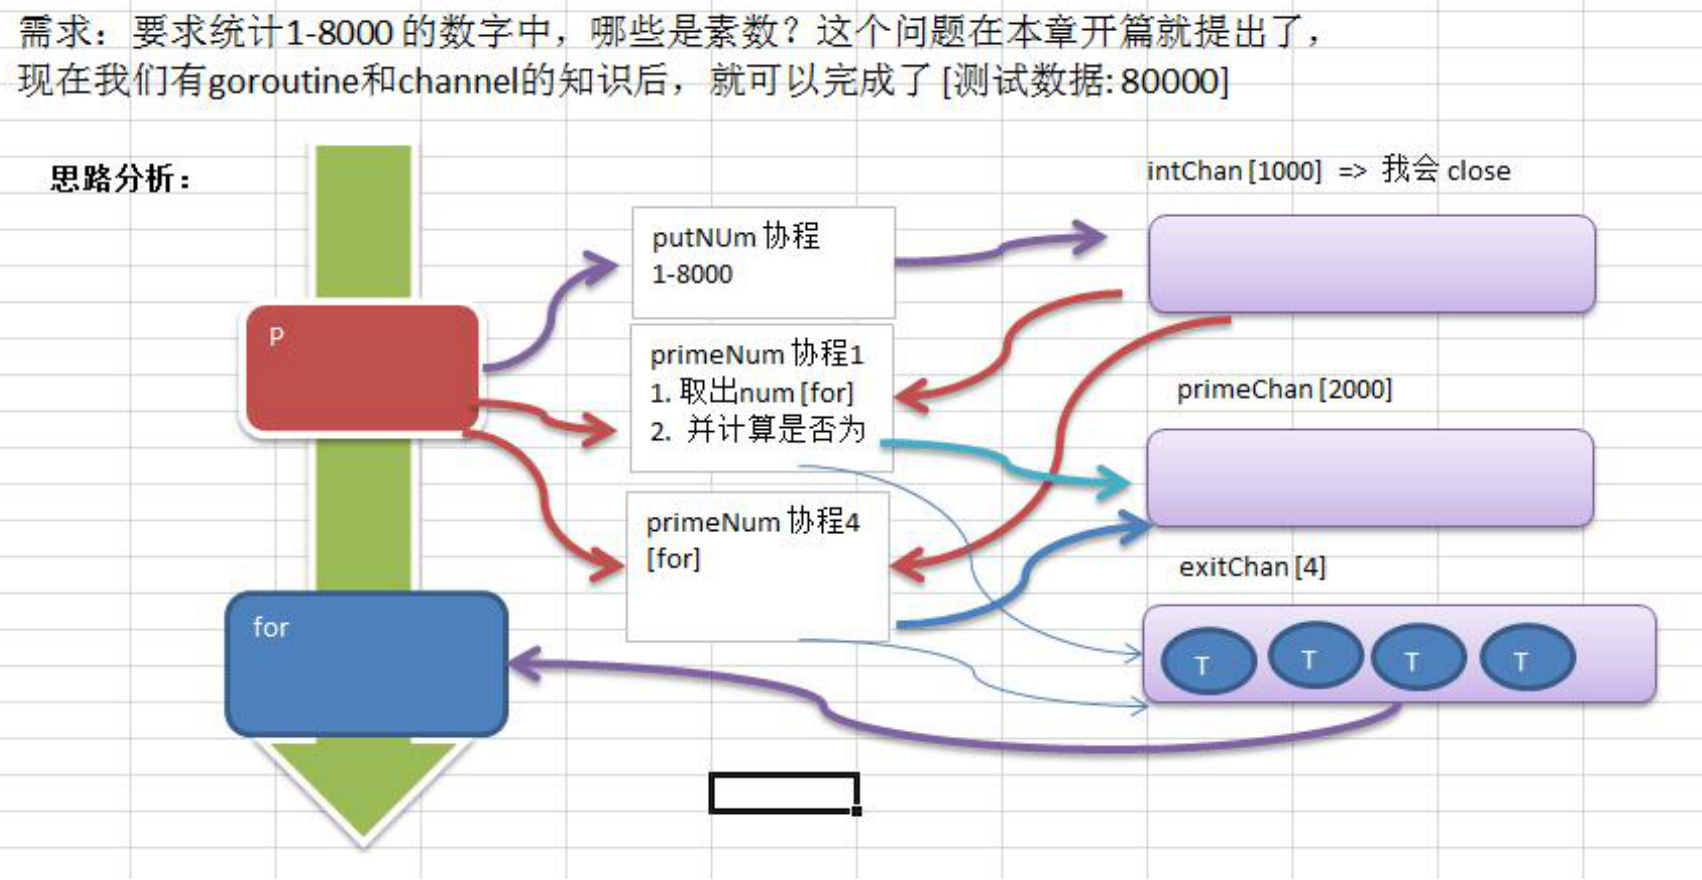 需求：要求统计1-8000 的数字中，哪些是素数？这个问题在本章开篇就提出了，
现在我们有goroutine和channel的知识后，就可以完成了 [测试数据: 80000]
思路分析：
intChan [1000] => 我会 close
putNUm 协程
1-8000
P
primeNum 协程1
1. 取出num [for]
2. 并计算是否为
primeChan [2000]
primeNum 协程4
[for]
exitChan [4]
for
T
T
T
T